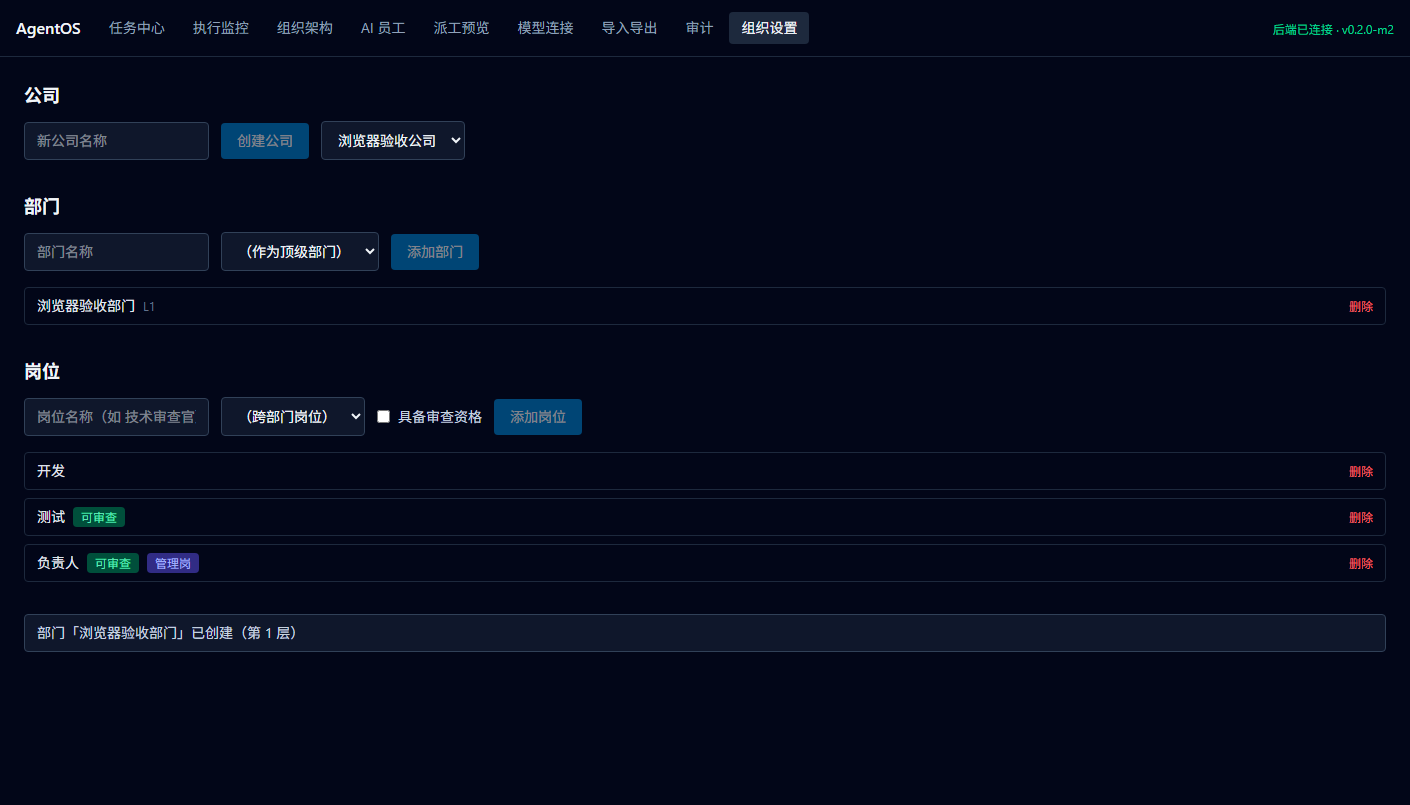 AgentOS 任务中心 执行监控 组织架构 AI 员工 派工预览 模型连接 导入导出 审计 组织设置 后端已连接 · v0.2.0-m2
公司
新公司名称 创建公司 浏览器验收公司
部门
部门名称 （作为顶级部门） 添加部门
浏览器验收部门 L1 删除
岗位
岗位名称（如 技术审查官 （跨部门岗位） 具备审查资格 添加岗位
开发 删除
测试 可审查 删除
负责人 可审查 管理岗 删除
部门「浏览器验收部门」已创建（第 1 层）